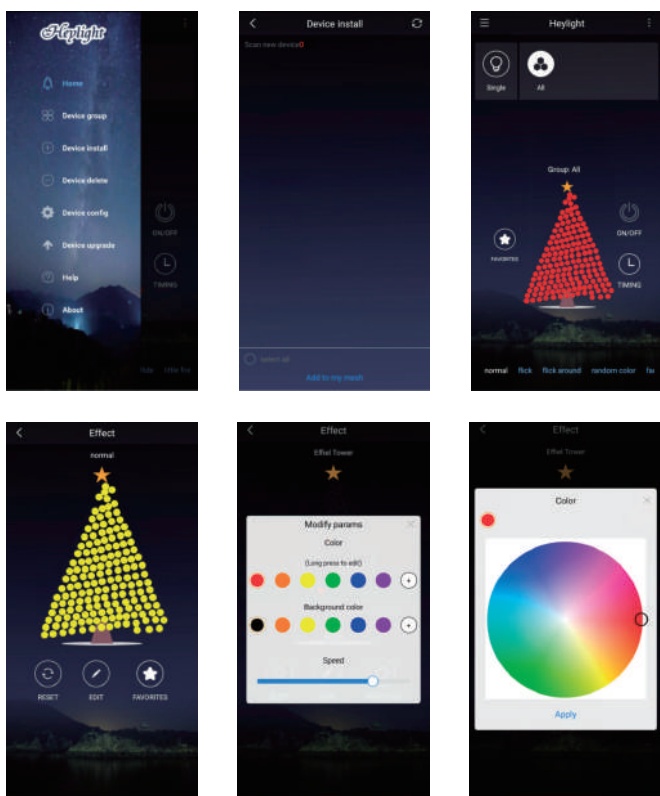 Heylight
Home
Device group
Device install
Device delete
Device config
Device upgrade
Help
About
ON/OFF
TIMING
Device install
Scan new device0
Select all
Add to my mesh
Heylight
Single
All
Group: All
FAVORITES
ON/OFF
TIMING
normal flick flick around random color
Effect
normal
RESET EDIT FAVORITES
Effect
Eiffel Tower
Modify params
Color
(Long press to edit)
Background color
Speed
Effect
Eiffel Tower
Color
Apply